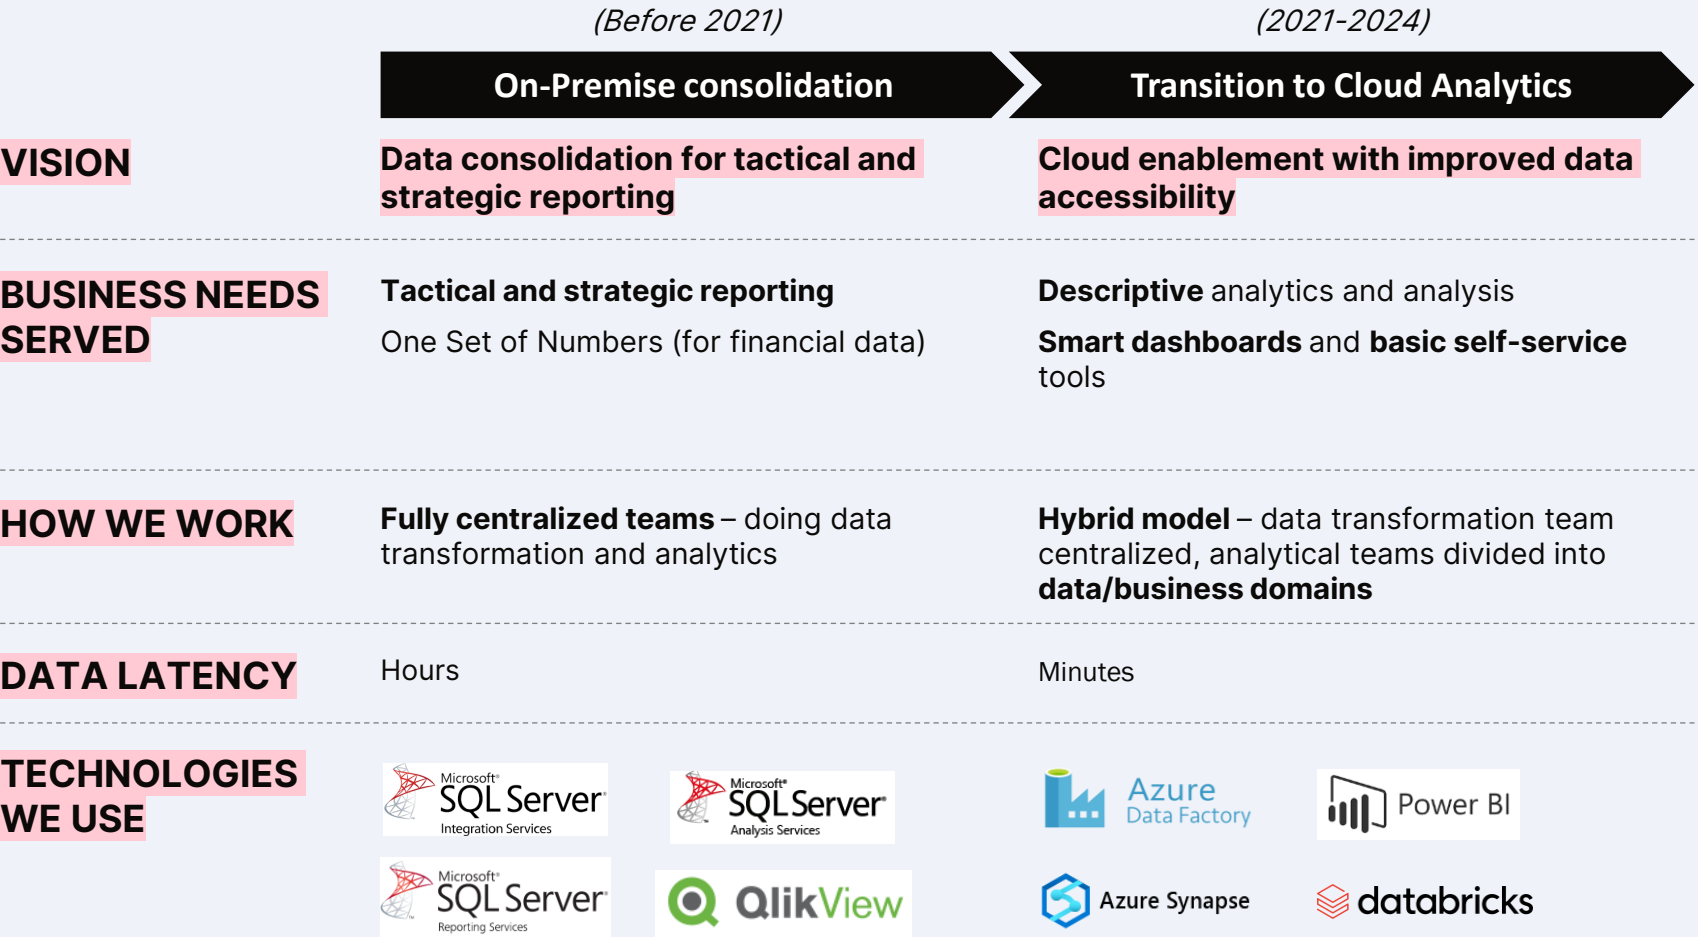 (Before 2021)
(2021-2024)
On-Premise consolidation
Transition to Cloud Analytics
VISION
Data consolidation for tactical and
strategic reporting
Cloud enablement with improved data
accessibility
BUSINESS NEEDS
SERVED
Tactical and strategic reporting
One Set of Numbers (for financial data)
Descriptive analytics and analysis
Smart dashboards and basic self-service
tools
HOW WE WORK
Fully centralized teams – doing data
transformation and analytics
Hybrid model – data transformation team
centralized, analytical teams divided into
data/business domains
DATA LATENCY
Hours
Minutes
TECHNOLOGIES
WE USE
Microsoft®
SQL Server®
Integration Services
Microsoft®
SQL Server®
Analysis Services
Azure
Data Factory
Power BI
Microsoft®
SQL Server®
Reporting Services
QlikView
Azure Synapse
databricks